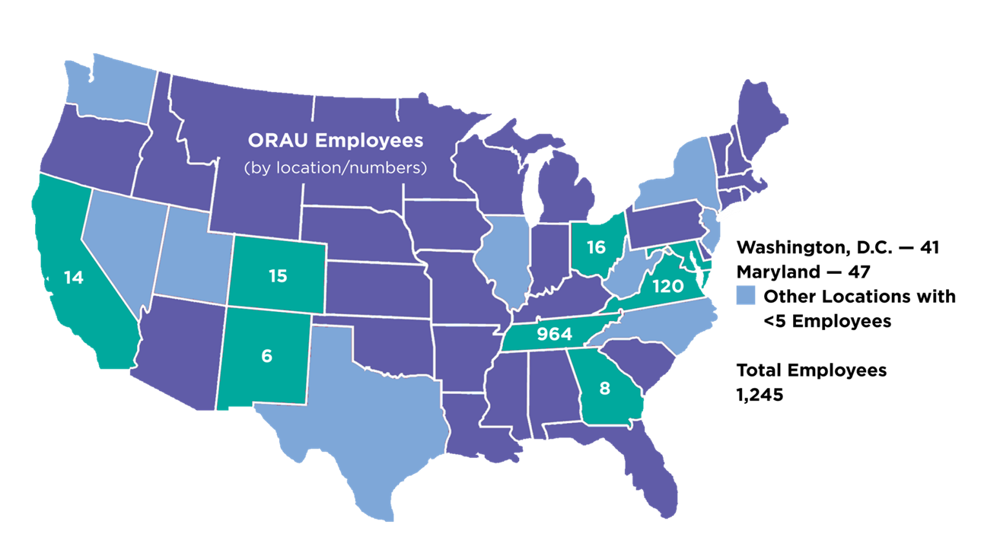 ORAU Employees
(by location/numbers)
14
15
6
16
120
964
8
Washington, D.C. — 41
Maryland — 47
Other Locations with
<5 Employees
Total Employees
1,245